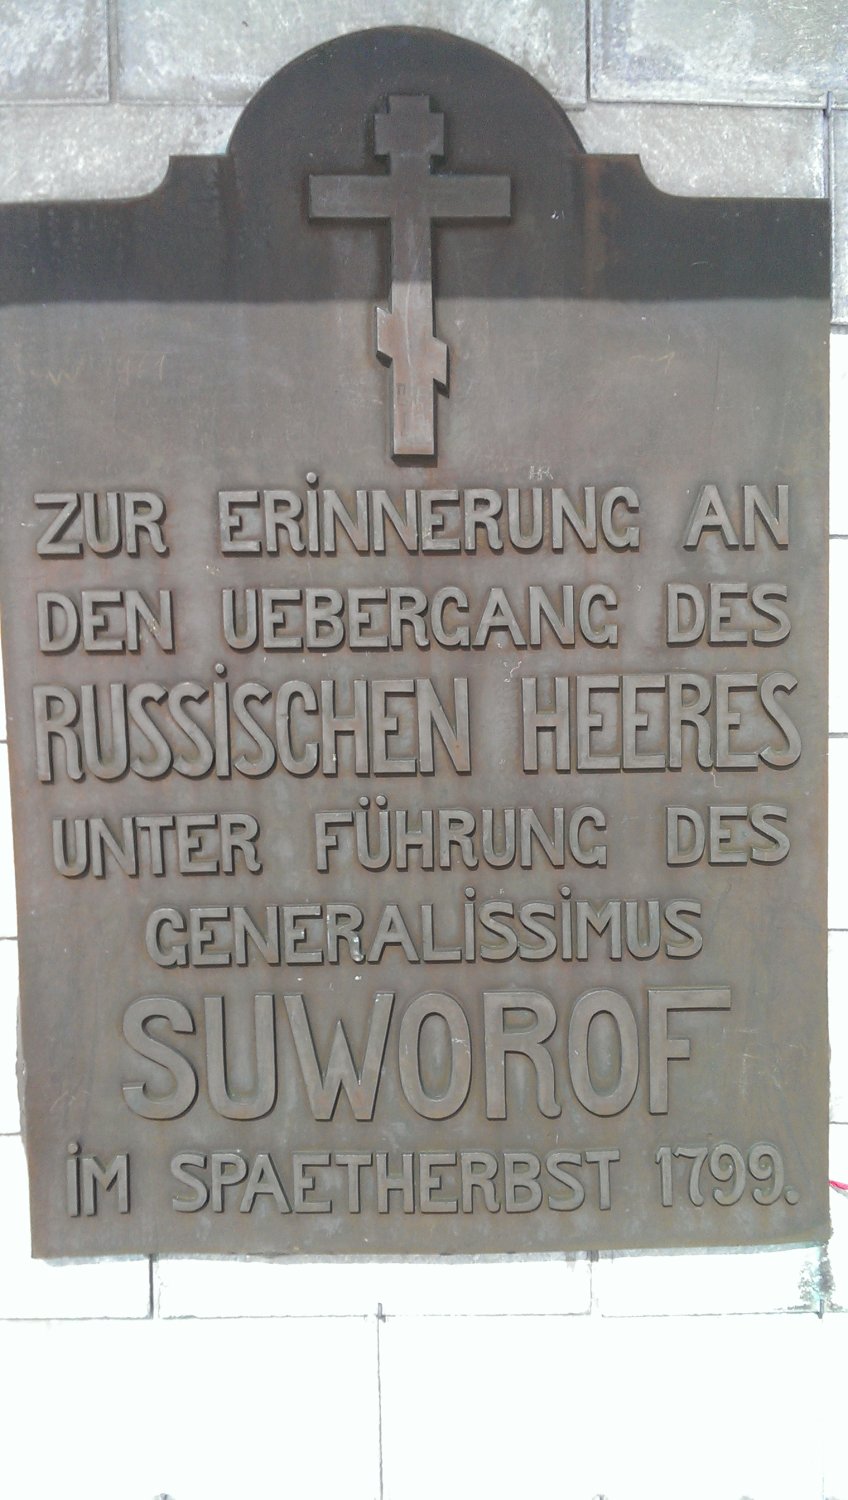 ZUR ERINNERUNG AN
DEN UEBERGANG DES
RUSSISCHEN HEERES
UNTER FÜHRUNG DES
GENERALISSIMUS
SUWOROF
IM SPAETHERBST 1799.